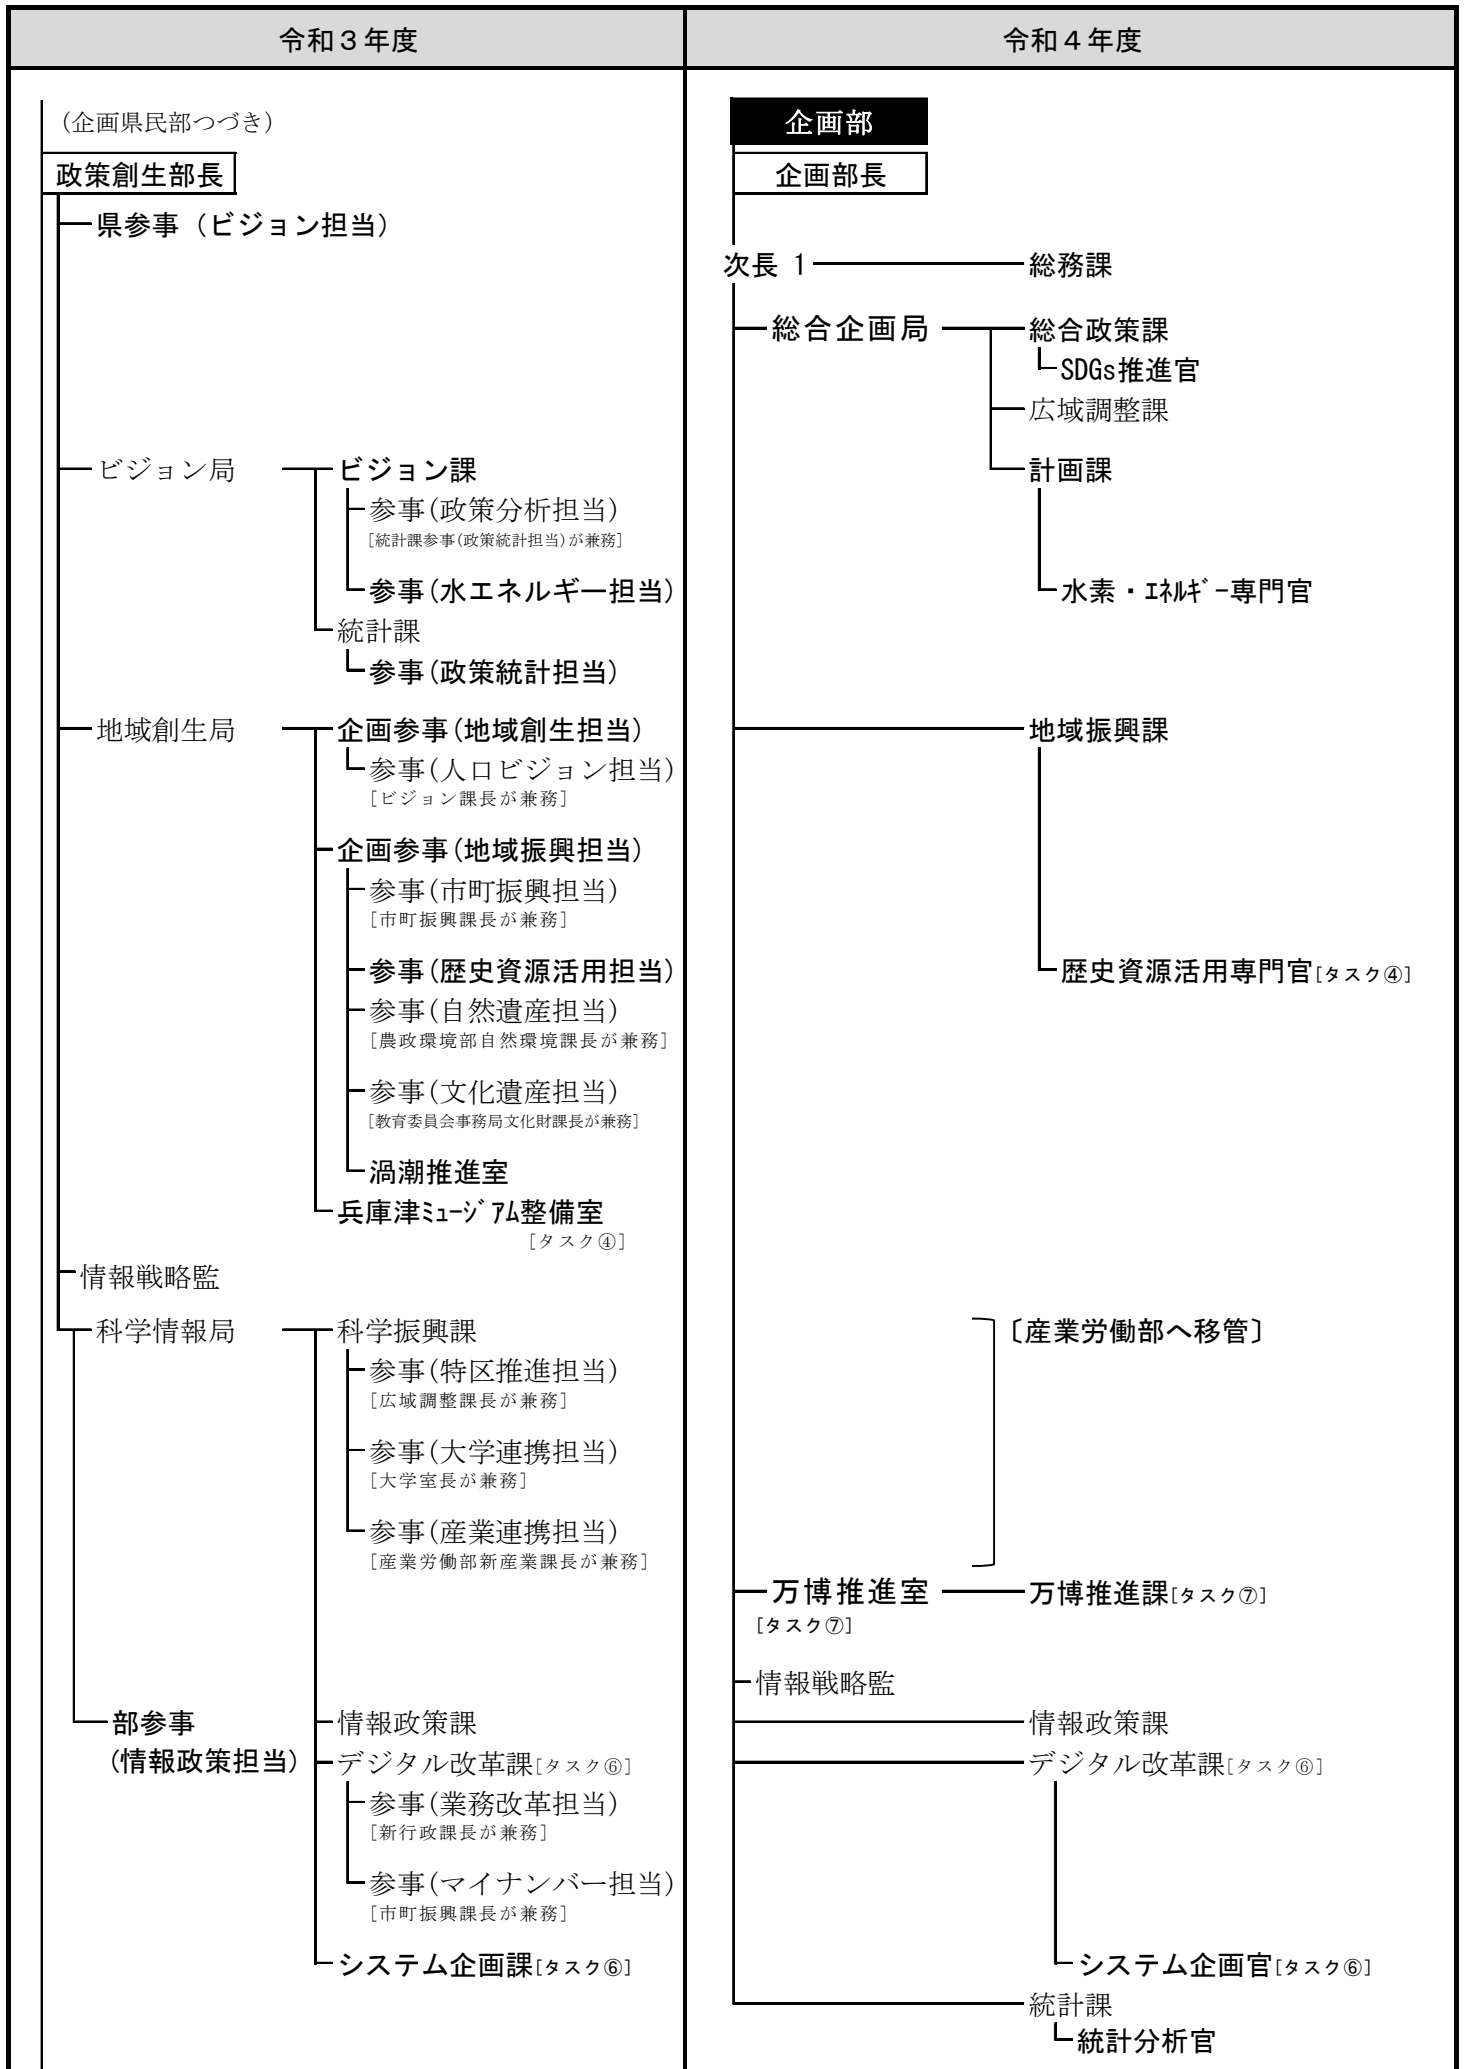 令和３年度
令和４年度
(企画県民部つづき)
政策創生部長
県参事（ビジョン担当）
ビジョン局
ビジョン課
参事(政策分析担当)
[統計課参事(政策統計担当)が兼務]
参事(水エネルギー担当)
統計課
参事(政策統計担当)
地域創生局
企画参事(地域創生担当)
参事(人口ビジョン担当)
[ビジョン課長が兼務]
企画参事(地域振興担当)
参事(市町振興担当)
[市町振興課長が兼務]
参事(歴史資源活用担当)
参事(自然遺産担当)
[農政環境部自然環境課長が兼務]
参事(文化遺産担当)
[教育委員会事務局文化財課長が兼務]
渦潮推進室
兵庫津ﾐｭｰｼﾞｱﾑ整備室
[タスク④]
情報戦略監
科学情報局
科学振興課
参事(特区推進担当)
[広域調整課長が兼務]
参事(大学連携担当)
[大学室長が兼務]
参事(産業連携担当)
[産業労働部新産業課長が兼務]
部参事
(情報政策担当)
情報政策課
デジタル改革課[タスク⑥]
参事(業務改革担当)
[新行政課長が兼務]
参事(マイナンバー担当)
[市町振興課長が兼務]
システム企画課[タスク⑥]
企画部
企画部長
次長 1
総務課
総合企画局
総合政策課
SDGs推進官
広域調整課
計画課
水素・ｴﾈﾙｷﾞｰ専門官
地域振興課
歴史資源活用専門官[タスク④]
〔産業労働部へ移管〕
万博推進室
[タスク⑦]
万博推進課[タスク⑦]
情報戦略監
情報政策課
デジタル改革課[タスク⑥]
システム企画官[タスク⑥]
統計課
統計分析官